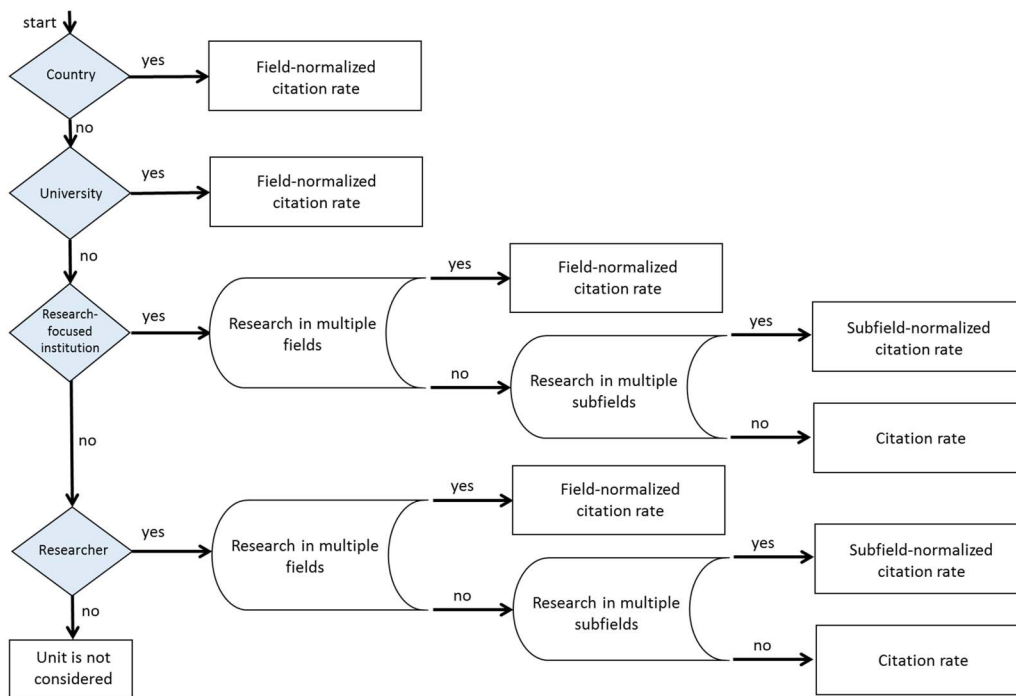 start
yes
Country
Field-normalized
citation rate
no
yes
University
Field-normalized
citation rate
no
yes
Field-normalized
citation rate
Research-
focused
institution
yes
Research in multiple
fields
yes
Subfield-normalized
citation rate
no
Research in multiple
subfields
no
Citation rate
no
yes
Field-normalized
citation rate
Researcher
yes
Research in multiple
fields
yes
Subfield-normalized
citation rate
no
Research in multiple
subfields
no
no
Citation rate
Unit is not
considered